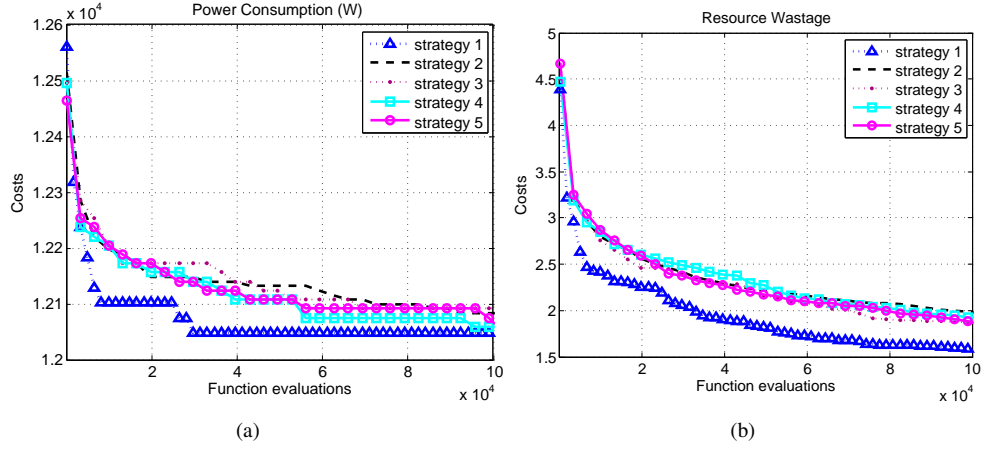 Power Consumption (W)
x 10^4
1.26
1.25
1.24
1.23
1.22
1.21
1.2
Costs
strategy 1
strategy 2
strategy 3
strategy 4
strategy 5
2
4
6
8
10
Function evaluations
x 10^4
(a)
Resource Wastage
5
4.5
4
3.5
3
2.5
2
1.5
Costs
strategy 1
strategy 2
strategy 3
strategy 4
strategy 5
2
4
6
8
10
Function evaluations
x 10^4
(b)